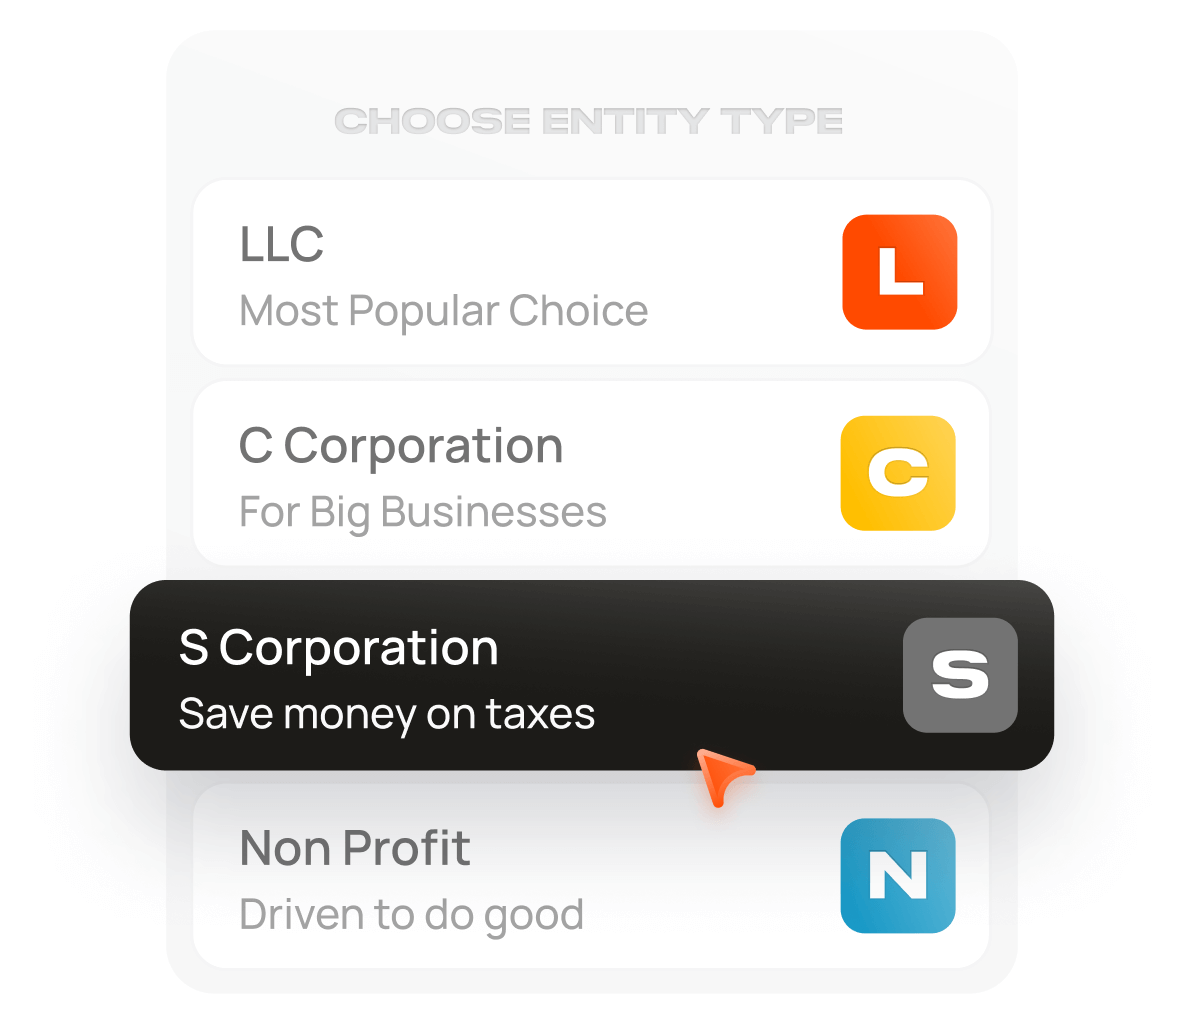 CHOOSE ENTITY TYPE
LLC
Most Popular Choice
L
C Corporation
For Big Businesses
C
S Corporation
Save money on taxes
S
Non Profit
Driven to do good
N